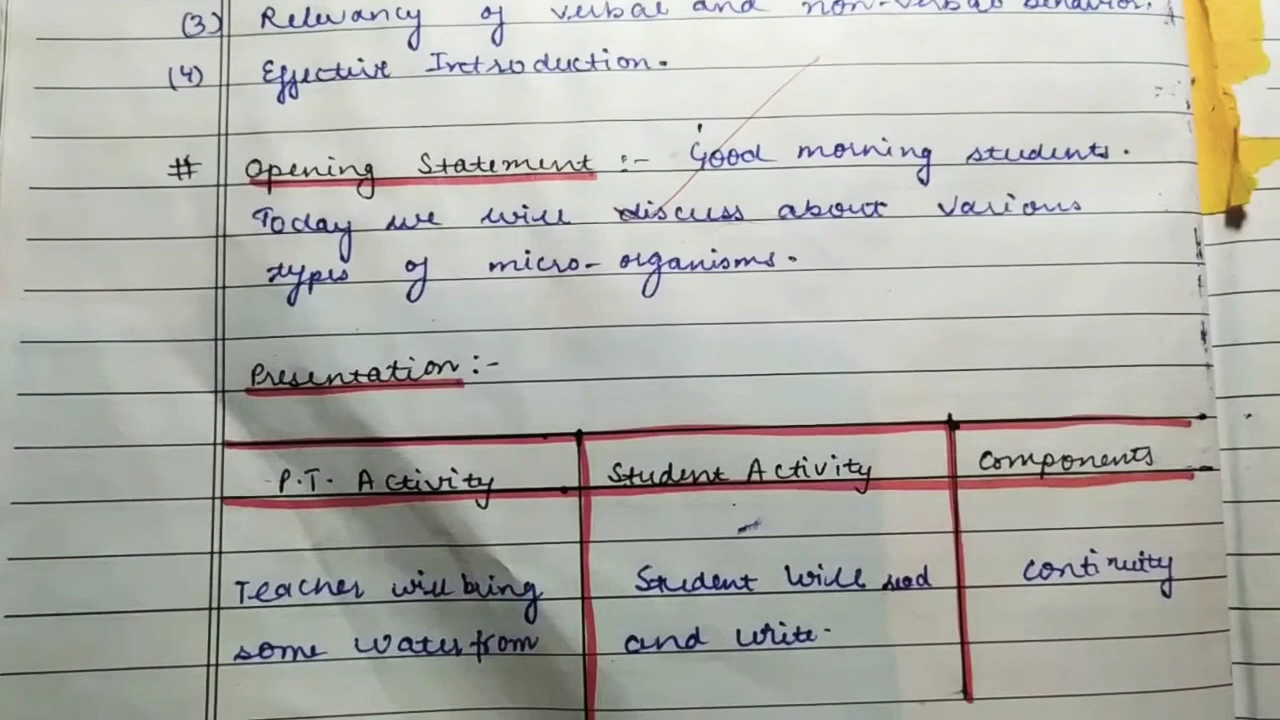 (3) Relevancy of verbal and non-verbal behavior.
(4) Effective Introduction.
# Opening Statement :- Good morning students.
Today we will discuss about various
types of micro-organisms.
Presentation :-
P.T. Activity | Student Activity | Components
Teacher will bring | Student will read | continuity
some water from | and write.